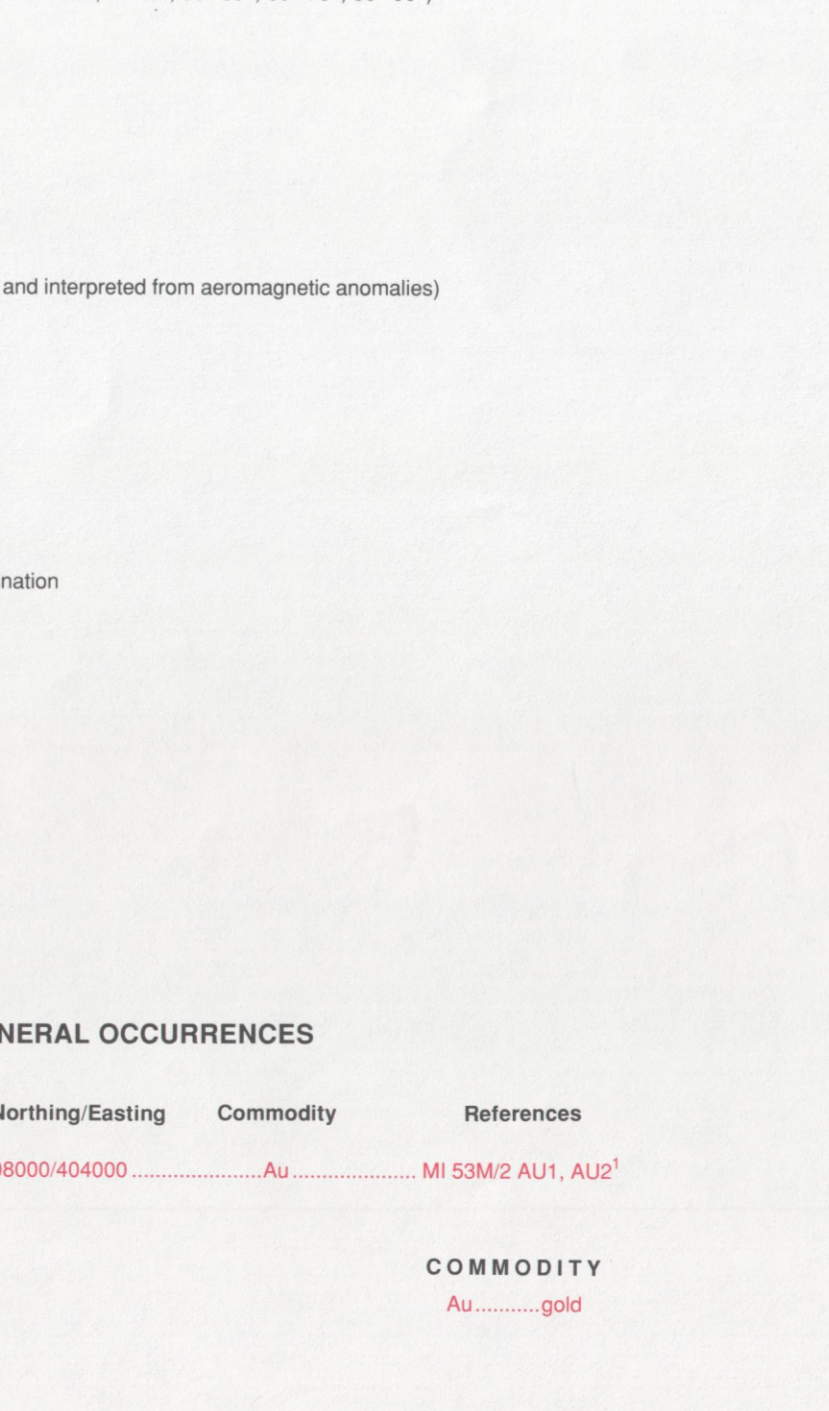 and interpreted from aeromagnetic anomalies)
nation
NERAL OCCURRENCES
Northing/Easting Commodity References
98000/404000 .....................Au.................... MI 53M/2 AU1, AU2¹
COMMODITY
Au...........gold